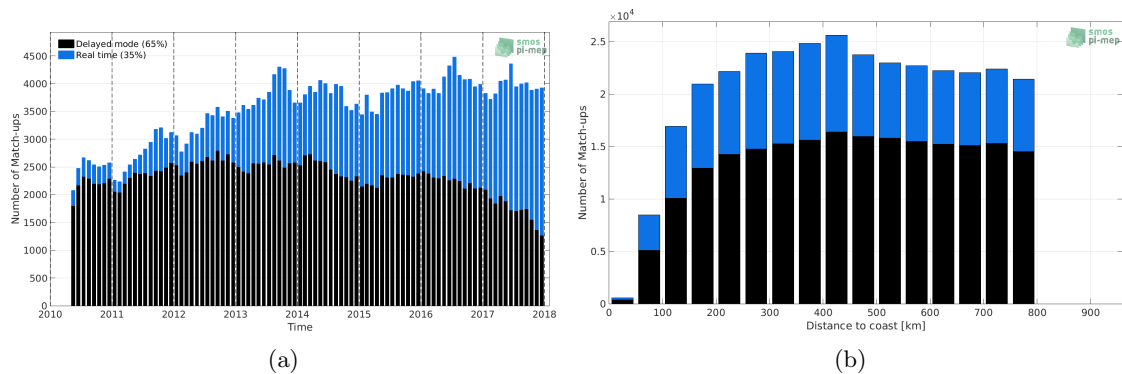 Delayed mode (65%)
Real time (35%)
smos
pi-mep
4500
4000
3500
3000
2500
2000
1500
1000
500
0
Number of Match-ups
2010 2011 2012 2013 2014 2015 2016 2017 2018
Time
(a)
×10⁴
smos
pi-mep
2.5
2
1.5
1
0.5
0
Number of Match-ups
0 100 200 300 400 500 600 700 800 900
Distance to coast [km]
(b)